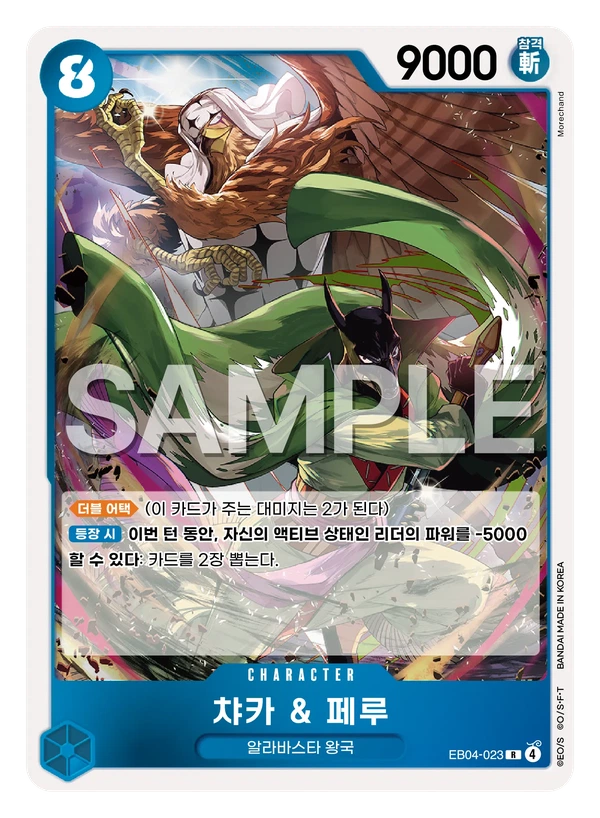 8
9000
참격
斬
Morechand
SAMPLE
더블 어택 (이 카드가 주는 대미지는 2가 된다)
등장 시 이번 턴 동안, 자신의 액티브 상태인 리더의 파워를 -5000
할 수 있다: 카드를 2장 뽑는다.
CHARACTER
챠카 & 페루
알라바스타 왕국
EB04-023 R 4
©EO/S ©O/S·F·T BANDAI MADE IN KOREA